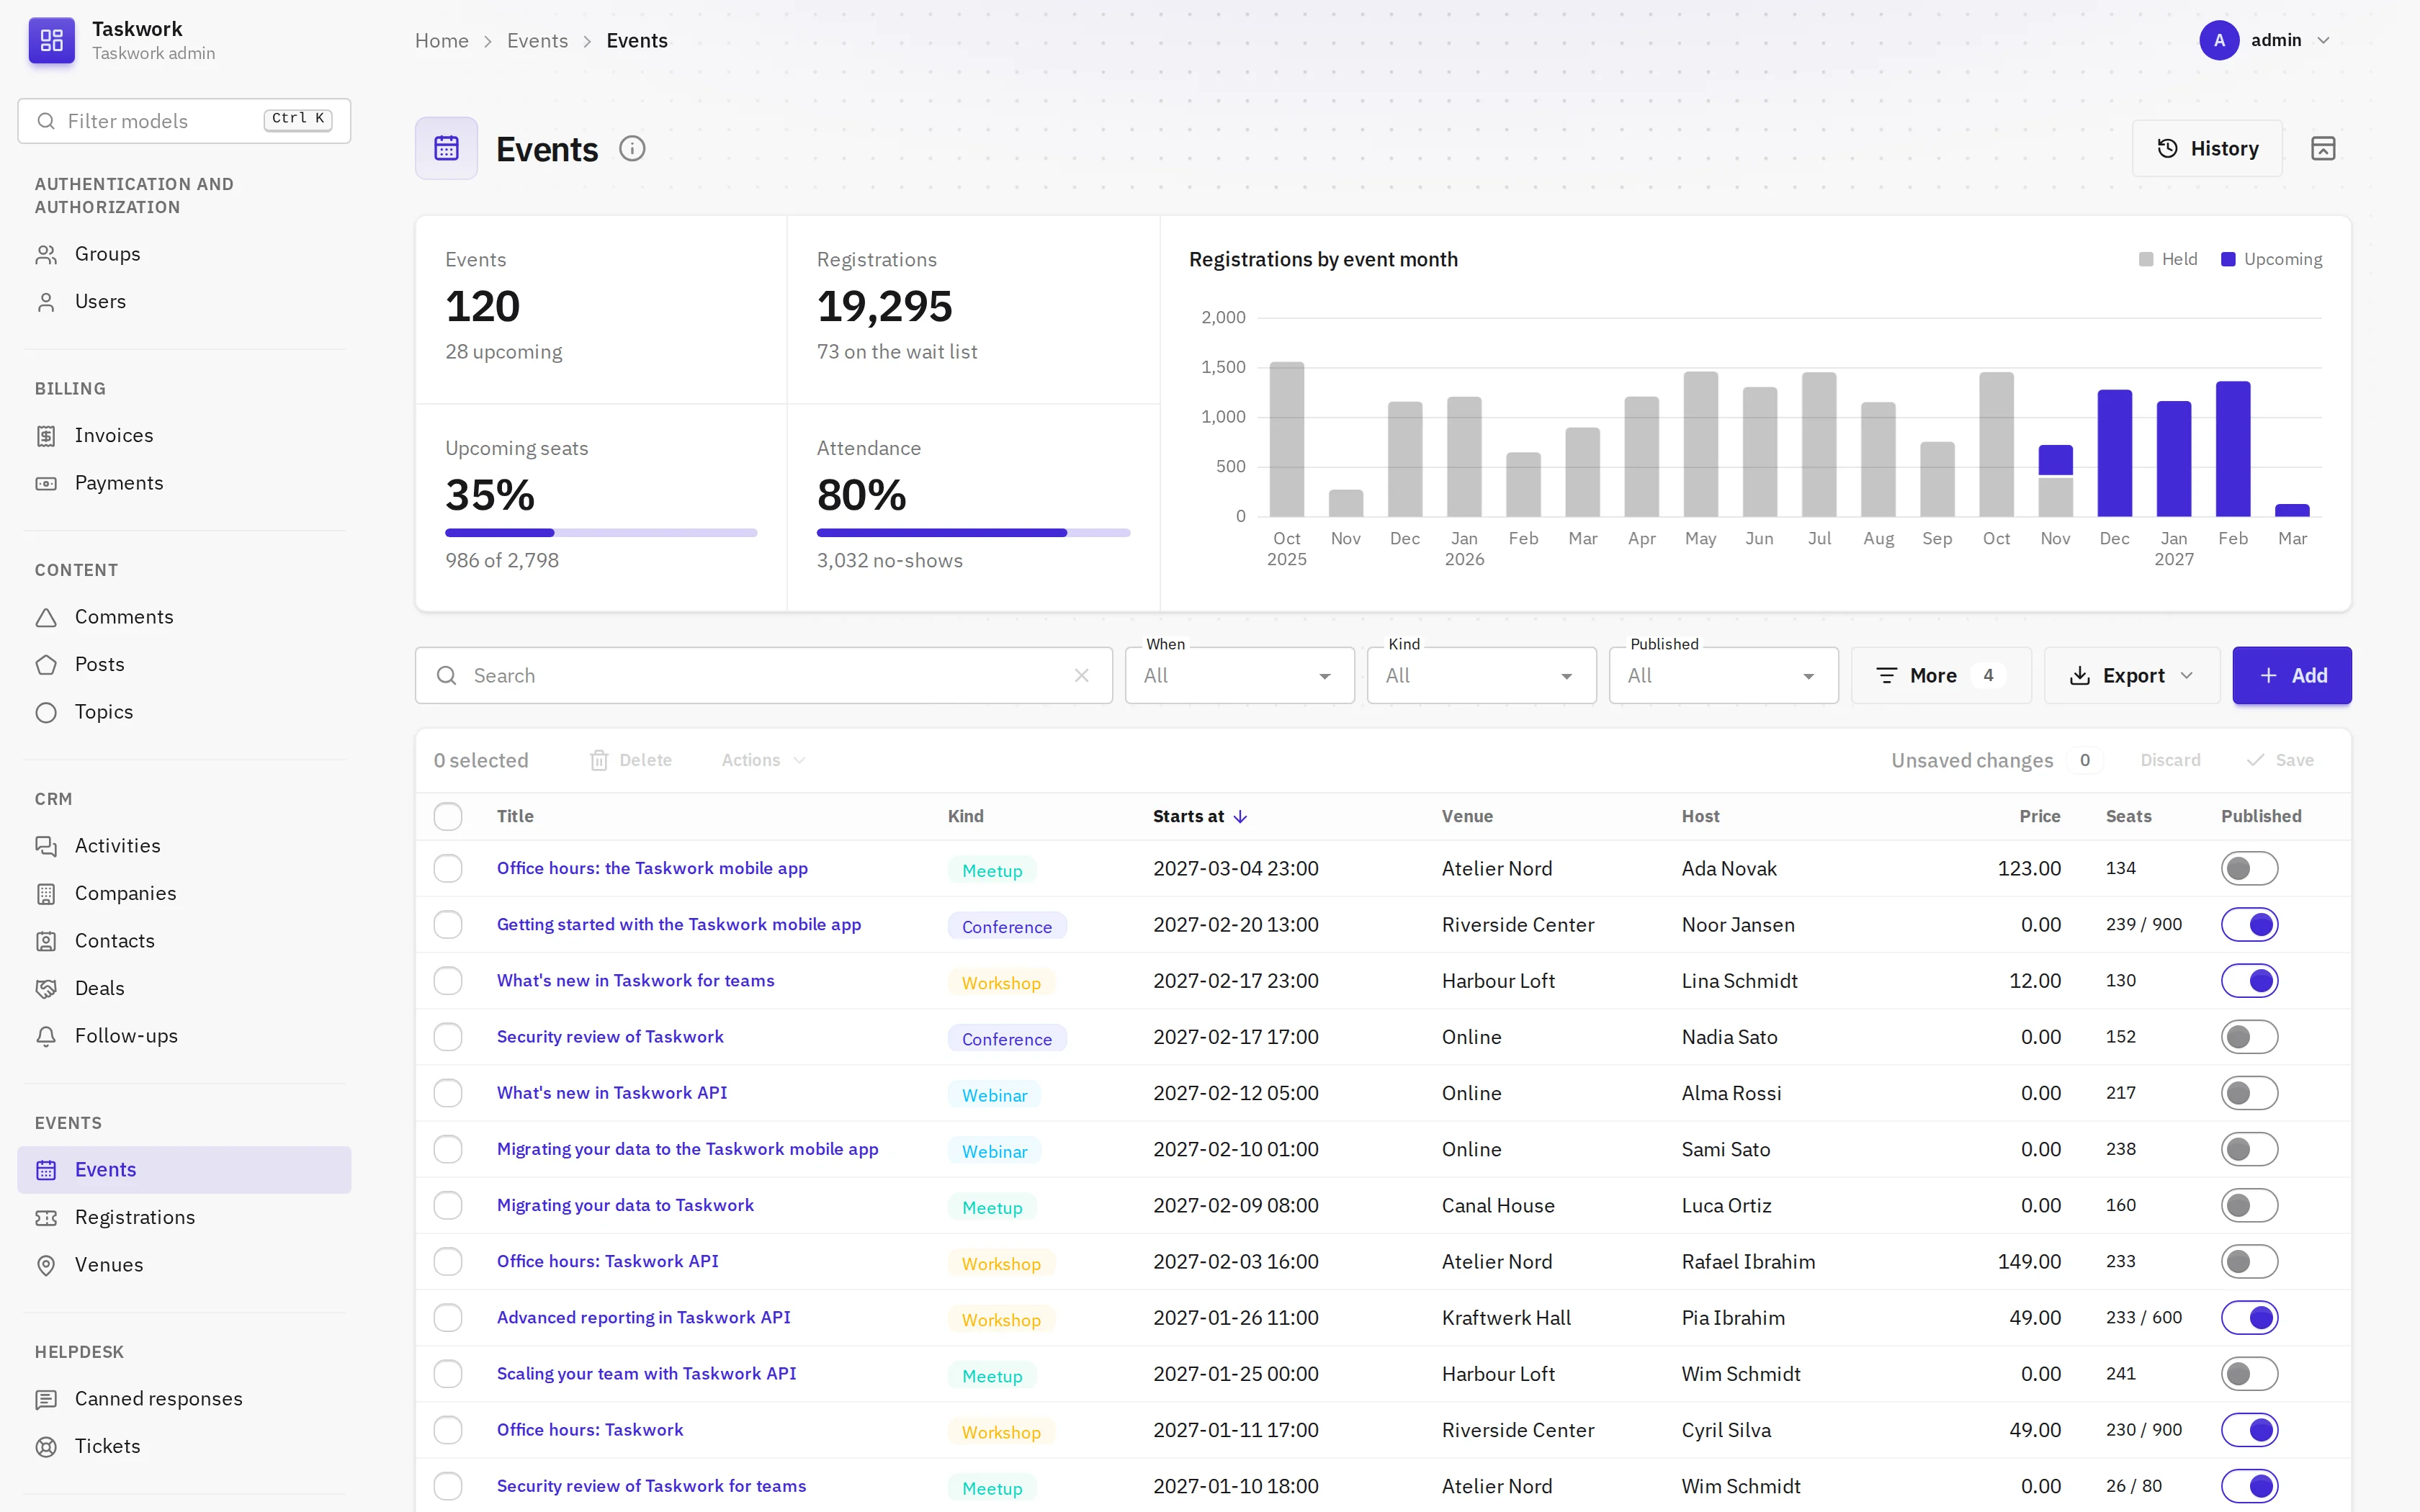 Taskwork
Taskwork admin
Filter models
Ctrl K
AUTHENTICATION AND
AUTHORIZATION
Groups
Users
BILLING
Invoices
Payments
CONTENT
Comments
Posts
Topics
CRM
Activities
Companies
Contacts
Deals
Follow-ups
EVENTS
Events
Registrations
Venues
HELPDESK
Canned responses
Tickets
Home > Events > Events
A admin
Events
History
Events
120
28 upcoming
Registrations
19,295
73 on the wait list
Upcoming seats
35%
986 of 2,798
Attendance
80%
3,032 no-shows
Registrations by event month
Held Upcoming
2,000
1,500
1,000
500
0
Oct Nov Dec Jan Feb Mar Apr May Jun Jul Aug Sep Oct Nov Dec Jan Feb Mar
2025 2026 2027
Search
When
All
Kind
All
Published
All
More 4
Export
Add
0 selected Delete Actions Unsaved changes 0 Discard Save
Title Kind Starts at Venue Host Price Seats Published
Office hours: the Taskwork mobile app Meetup 2027-03-04 23:00 Atelier Nord Ada Novak 123.00 134
Getting started with the Taskwork mobile app Conference 2027-02-20 13:00 Riverside Center Noor Jansen 0.00 239 / 900
What's new in Taskwork for teams Workshop 2027-02-17 23:00 Harbour Loft Lina Schmidt 12.00 130
Security review of Taskwork Conference 2027-02-17 17:00 Online Nadia Sato 0.00 152
What's new in Taskwork API Webinar 2027-02-12 05:00 Online Alma Rossi 0.00 217
Migrating your data to the Taskwork mobile app Webinar 2027-02-10 01:00 Online Sami Sato 0.00 238
Migrating your data to Taskwork Meetup 2027-02-09 08:00 Canal House Luca Ortiz 0.00 160
Office hours: Taskwork API Workshop 2027-02-03 16:00 Atelier Nord Rafael Ibrahim 149.00 233
Advanced reporting in Taskwork API Workshop 2027-01-26 11:00 Kraftwerk Hall Pia Ibrahim 49.00 233 / 600
Scaling your team with Taskwork API Meetup 2027-01-25 00:00 Harbour Loft Wim Schmidt 0.00 241
Office hours: Taskwork Workshop 2027-01-11 17:00 Riverside Center Cyril Silva 49.00 230 / 900
Security review of Taskwork for teams Meetup 2027-01-10 18:00 Atelier Nord Wim Schmidt 0.00 26 / 80